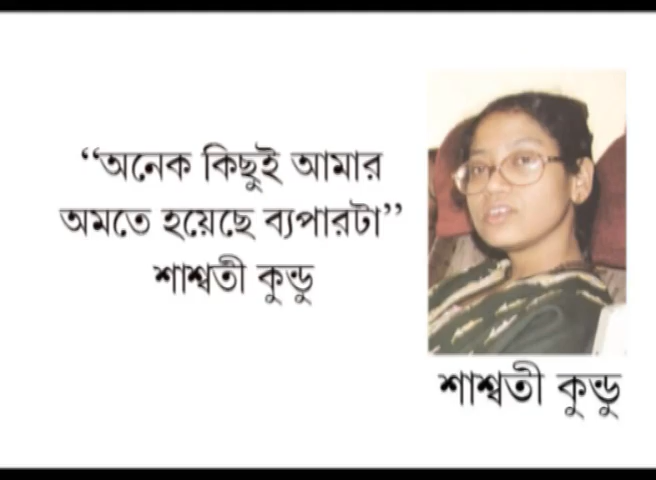 “অনেক কিছুই আমার
অমতে হয়েছে ব্যপারটা”
শাশ্বতী কুন্ডু
শাশ্বতী কুন্ডু